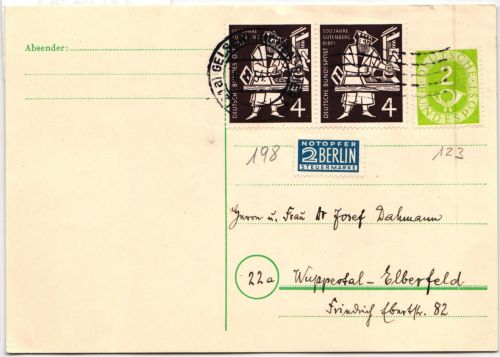 Absender:
500 JAHRE
GUTENBERG
BIBEL
DEUTSCHE BUNDESPOST
4
500 JAHRE
GUTENBERG
BIBEL
DEUTSCHE BUNDESPOST
4
2
DEUTSCHE
BUNDESPOST
GELS
198
NOTOPFER
2 BERLIN
STEUERMARKE
123
Herrn u. Frau Dr Josef Dahmann
22a Wuppertal-Elberfeld
Friedrich Ebertstr. 82